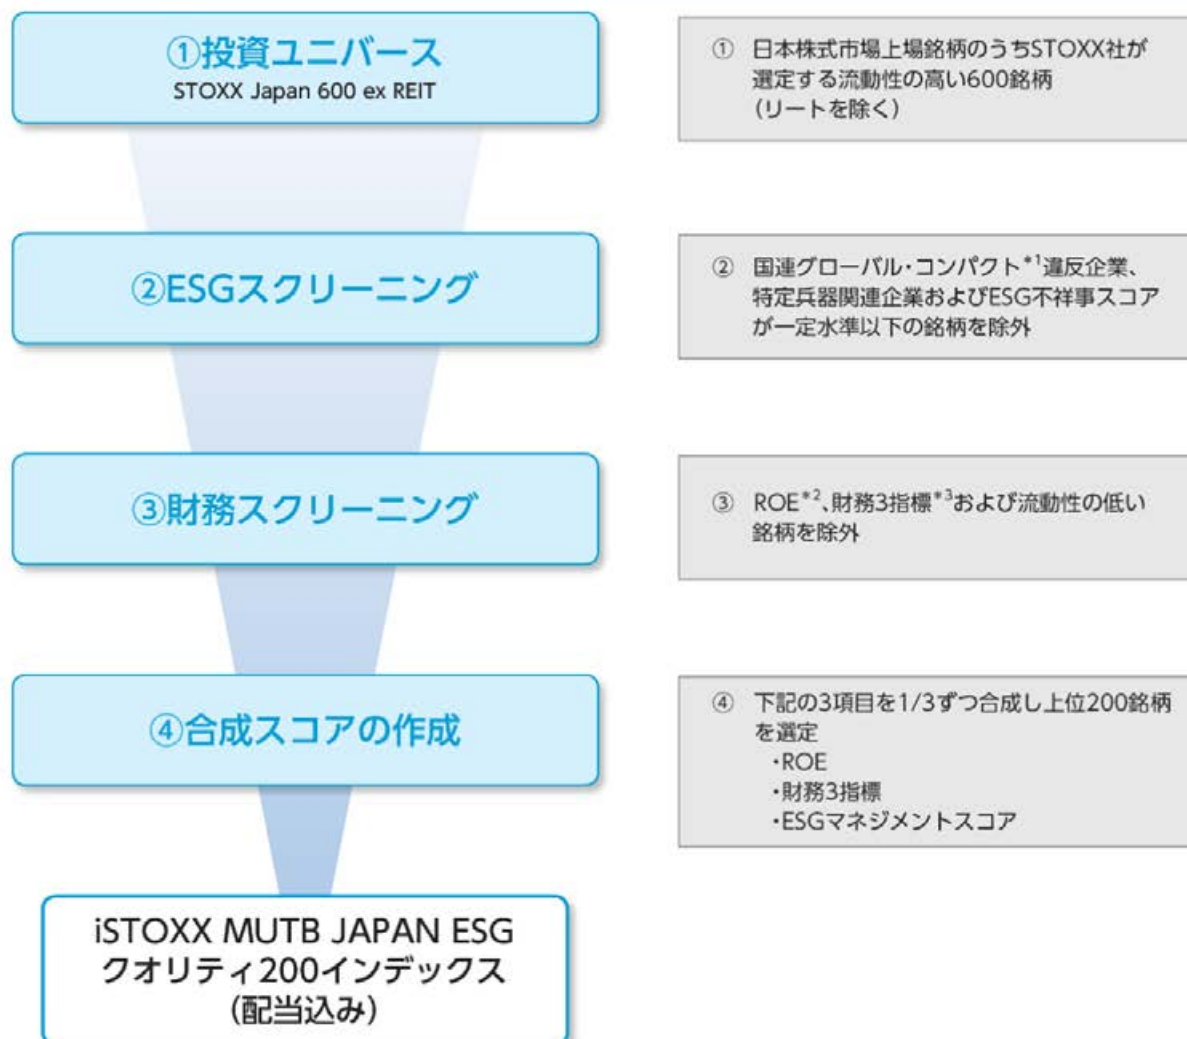 ①投資ユニバース
STOXX Japan 600 ex REIT
① 日本株式市場上場銘柄のうちSTOXX社が
選定する流動性の高い600銘柄
(リートを除く)
②ESGスクリーニング
② 国連グローバル・コンパクト*1違反企業、
特定兵器関連企業およびESG不祥事スコア
が一定水準以下の銘柄を除外
③財務スクリーニング
③ ROE*2、財務3指標*3および流動性の低い
銘柄を除外
④合成スコアの作成
④ 下記の3項目を1/3ずつ合成し上位200銘柄
を選定
・ROE
・財務3指標
・ESGマネジメントスコア
iSTOXX MUTB JAPAN ESG
クオリティ200インデックス
(配当込み)